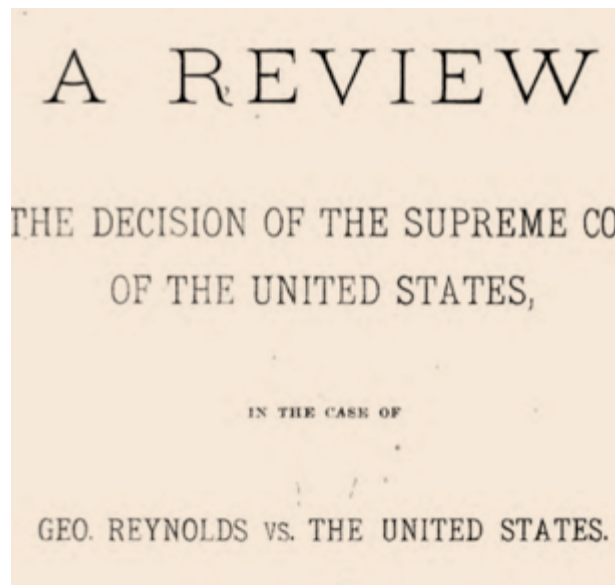 A REVIEW
THE DECISION OF THE SUPREME CO
OF THE UNITED STATES,
IN THE CASE OF
GEO. REYNOLDS VS. THE UNITED STATES.